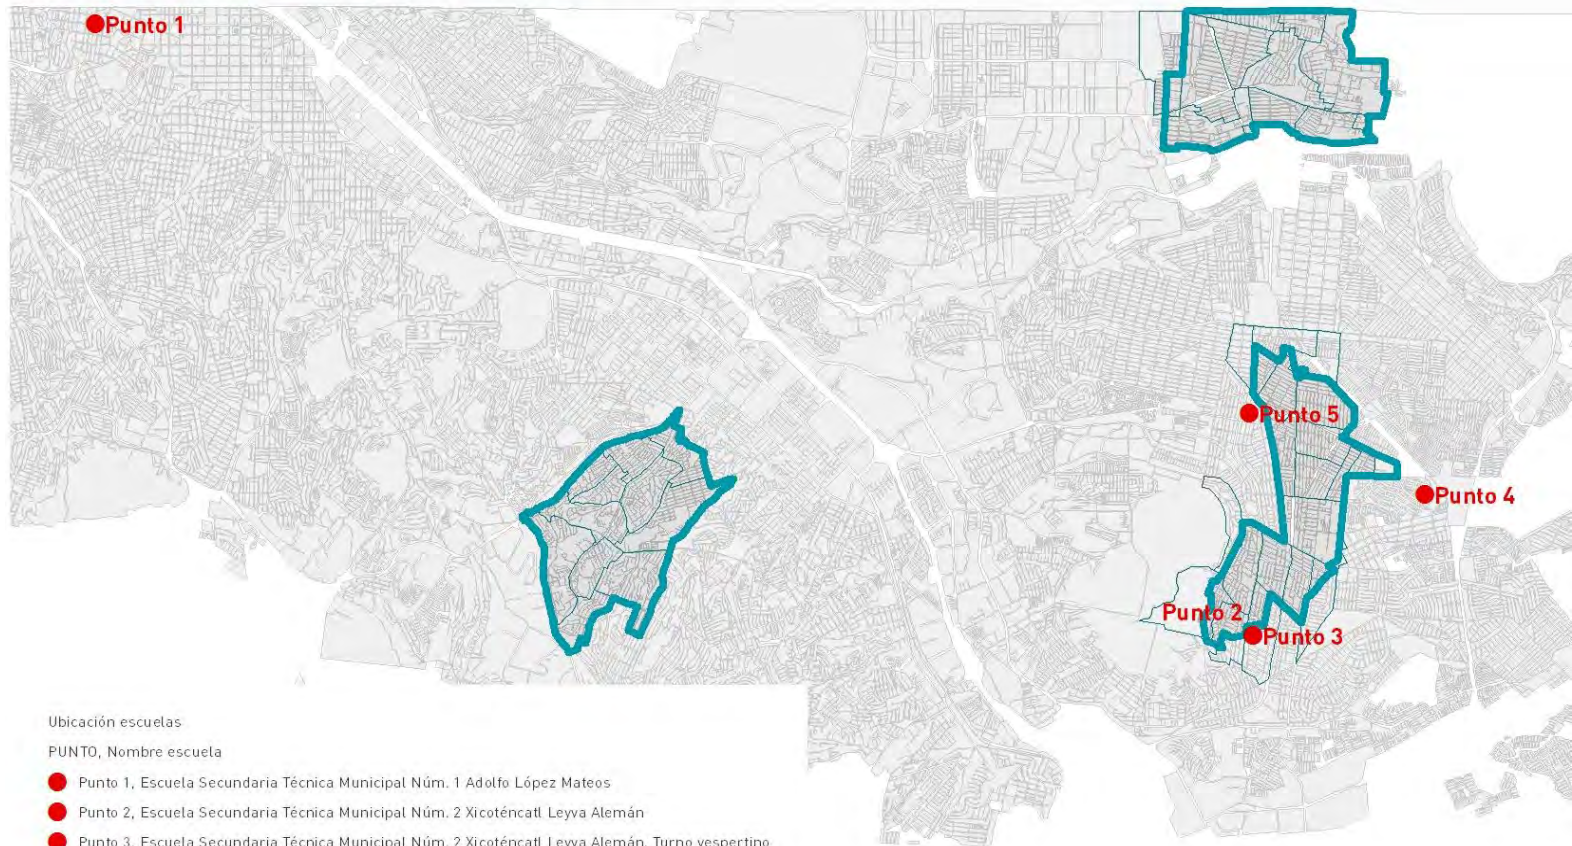 Punto 1
Punto 5
Punto 4
Punto 2
Punto 3
Ubicación escuelas
PUNTO, Nombre escuela
Punto 1, Escuela Secundaria Técnica Municipal Núm. 1 Adolfo López Mateos
Punto 2, Escuela Secundaria Técnica Municipal Núm. 2 Xicoténcatl Leyva Alemán
Punto 3, Escuela Secundaria Técnica Municipal Núm. 2 Xicoténcatl Leyva Alemán. Turno vespertino